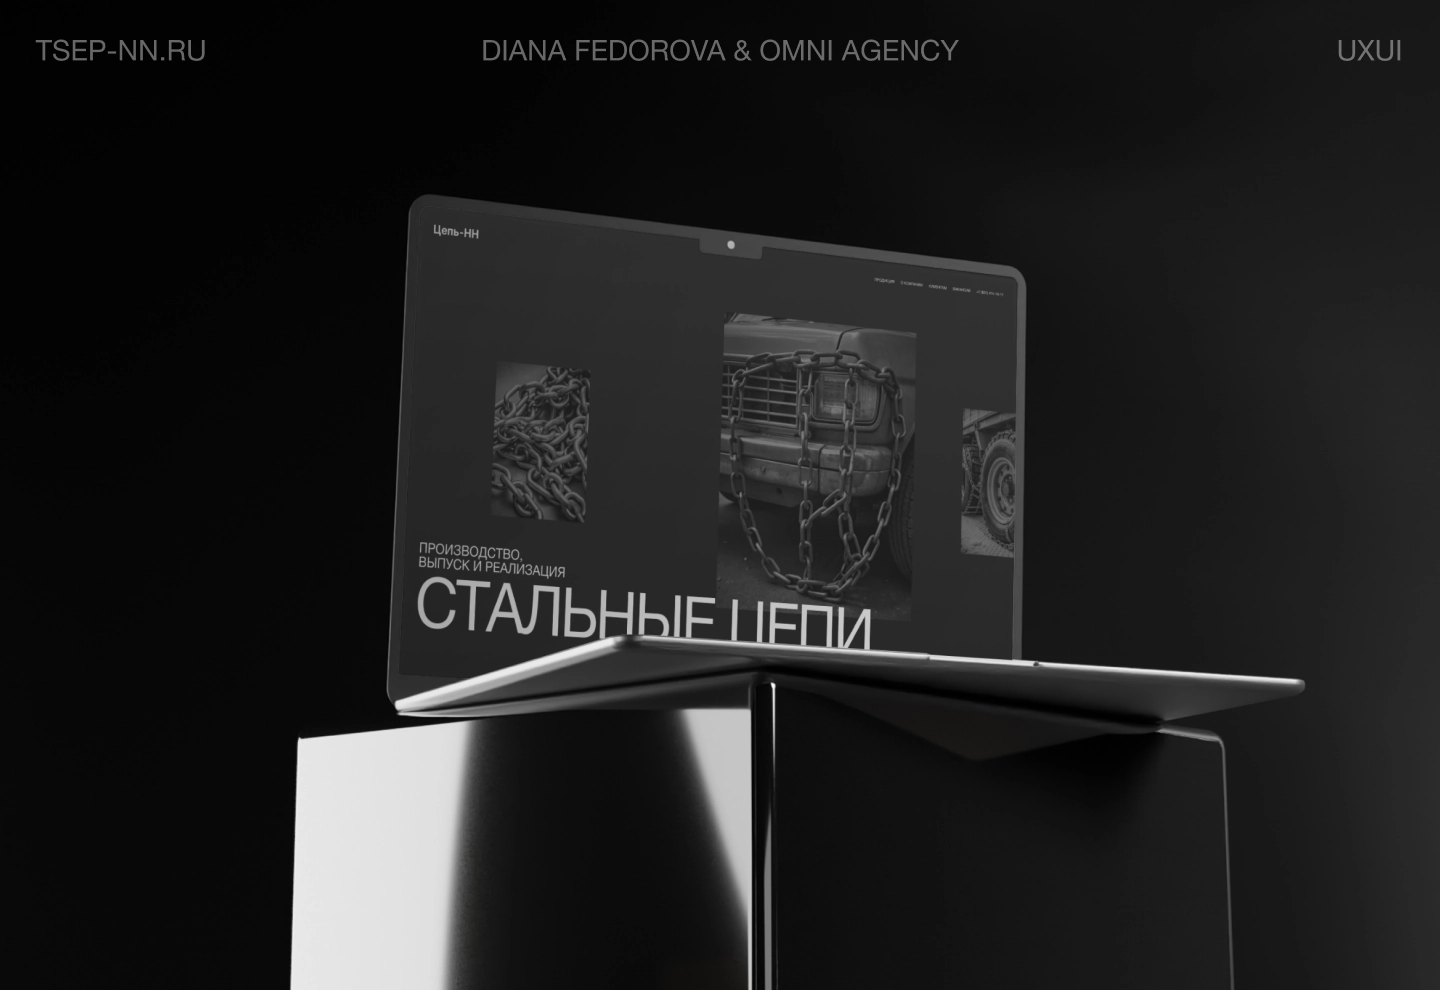 TSEP-NN.RU
DIANA FEDOROVA & OMNI AGENCY
UXUI
Цепь-НН
ПРОИЗВОДСТВО,
ВЫПУСК И РЕАЛИЗАЦИЯ
СТАЛЬНЫЕ ЦЕПИ